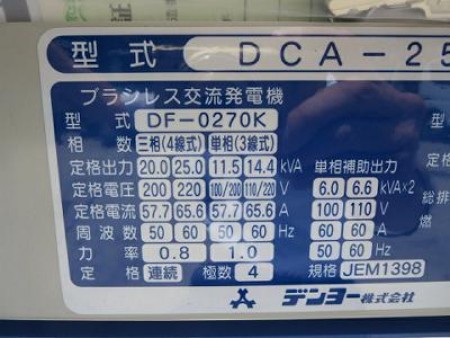 型式 DCA-25
ブラシレス交流発電機
型式 DF-0270K
相数 三相(4線式) 単相(3線式)
定格出力 20.0 25.0 11.5 14.4 kVA
定格電圧 200 220 100/200 110/220 V
定格電流 57.7 65.6 57.7 65.6 A
周波数 50 60 50 60 Hz
力率 0.8 1.0
定格 連続 極数 4
単相補助出力
6.0 6.6 kVA×2
100 110 V
60 60 A
50 60 Hz
規格 JEM1398
デンヨー株式会社
型
定
総排
燃